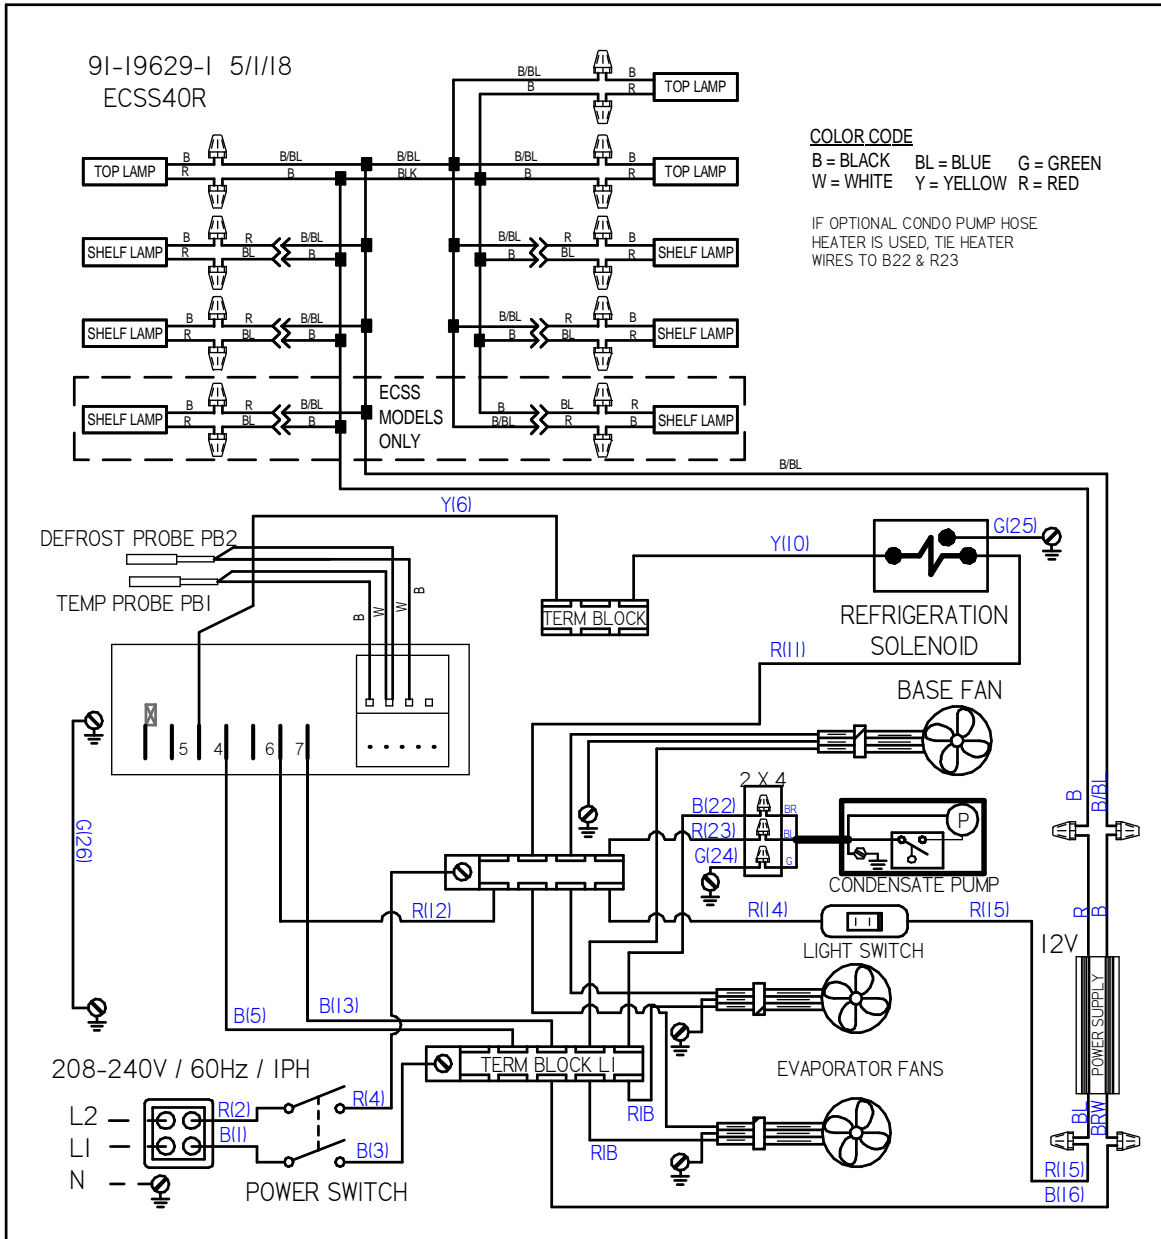 91-19629-1 5/1/18
ECSS40R
B/BL B TOP LAMP
B R
COLOR CODE
B = BLACK BL = BLUE G = GREEN
W = WHITE Y = YELLOW R = RED
TOP LAMP B B/BL B/BL B/BL B TOP LAMP
R B BLK B R
IF OPTIONAL CONDO PUMP HOSE
HEATER IS USED, TIE HEATER
WIRES TO B22 & R23
SHELF LAMP B R B/BL B/BL R B SHELF LAMP
R BL B B BL R
SHELF LAMP B R B/BL B/BL R B SHELF LAMP
R BL B B BL R
ECSS
MODELS
ONLY
SHELF LAMP B R B/BL B BL R SHELF LAMP
R BL B B/BL R B
B/BL
Y(6)
DEFROST PROBE PB2
TEMP PROBE PB1
B W W B
Y(10)
G(25)
TERM BLOCK
REFRIGERATION
SOLENOID
R(11)
BASE FAN
5 4 6 7
2 X 4
B(22) BR
R(23) BL
G(24) G
P
CONDENSATE PUMP
B B/BL
G(26)
R(12)
R(14)
R(15)
LIGHT SWITCH
R B
12V
POWER SUPPLY
B(5)
B(13)
TERM BLOCK L1
EVAPORATOR FANS
208-240V / 60Hz / 1PH
L2
R(2)
R(4)
L1
B(1)
B(3)
N
POWER SWITCH
R1B
R1B
BL BRW
R(15)
B(16)